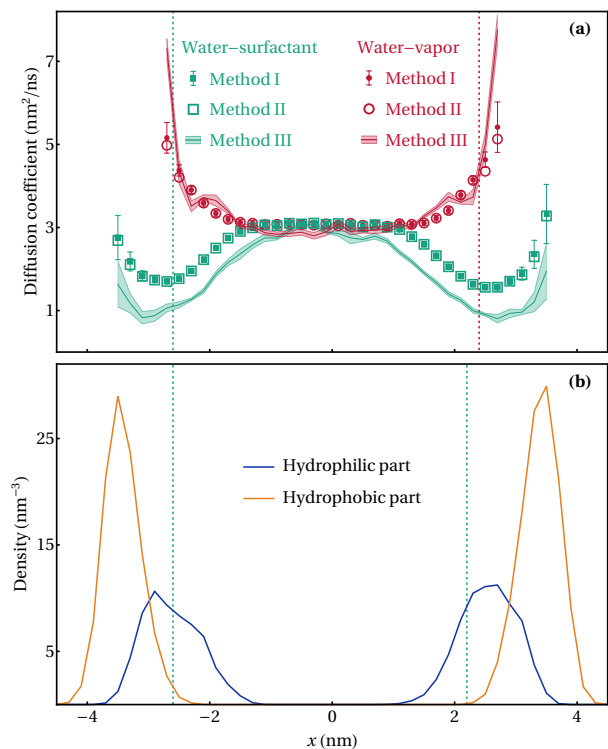 (a)
Water–surfactant
Water–vapor
Method I
Method I
Method II
Method II
Method III
Method III
Diffusion coefficient (nm²/ns)
7
5
3
1
(b)
Hydrophilic part
Hydrophobic part
Density (nm⁻³)
25
15
5
−4
−2
0
2
4
x (nm)